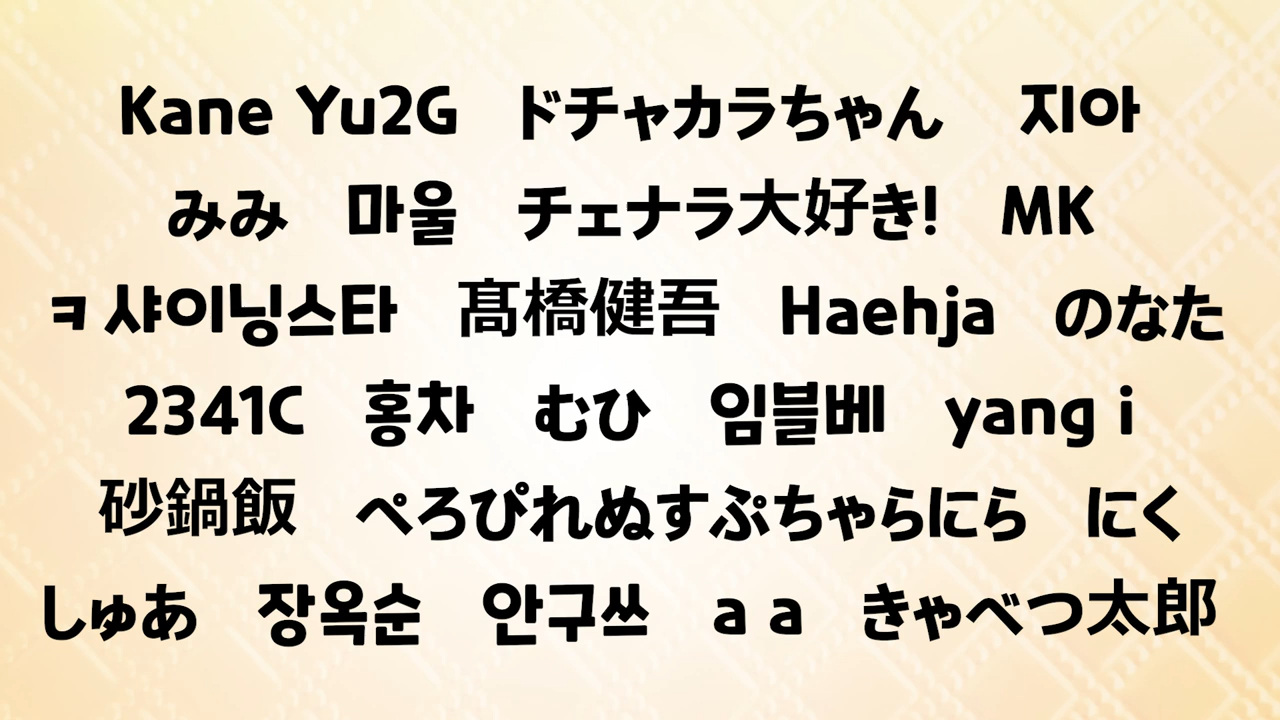 Kane Yu2G ドチャカラちゃん 지아
みみ 마울 チェナラ大好き! MK
ㅋ샤이닝스타 髙橋健吾 Haehja のなた
2341C 홍차 むひ 임블베 yang i
砂鍋飯 ぺろぴれぬすぷちゃらにら にく
しゅあ 장옥순 안구쓰 a a きゃべつ太郎